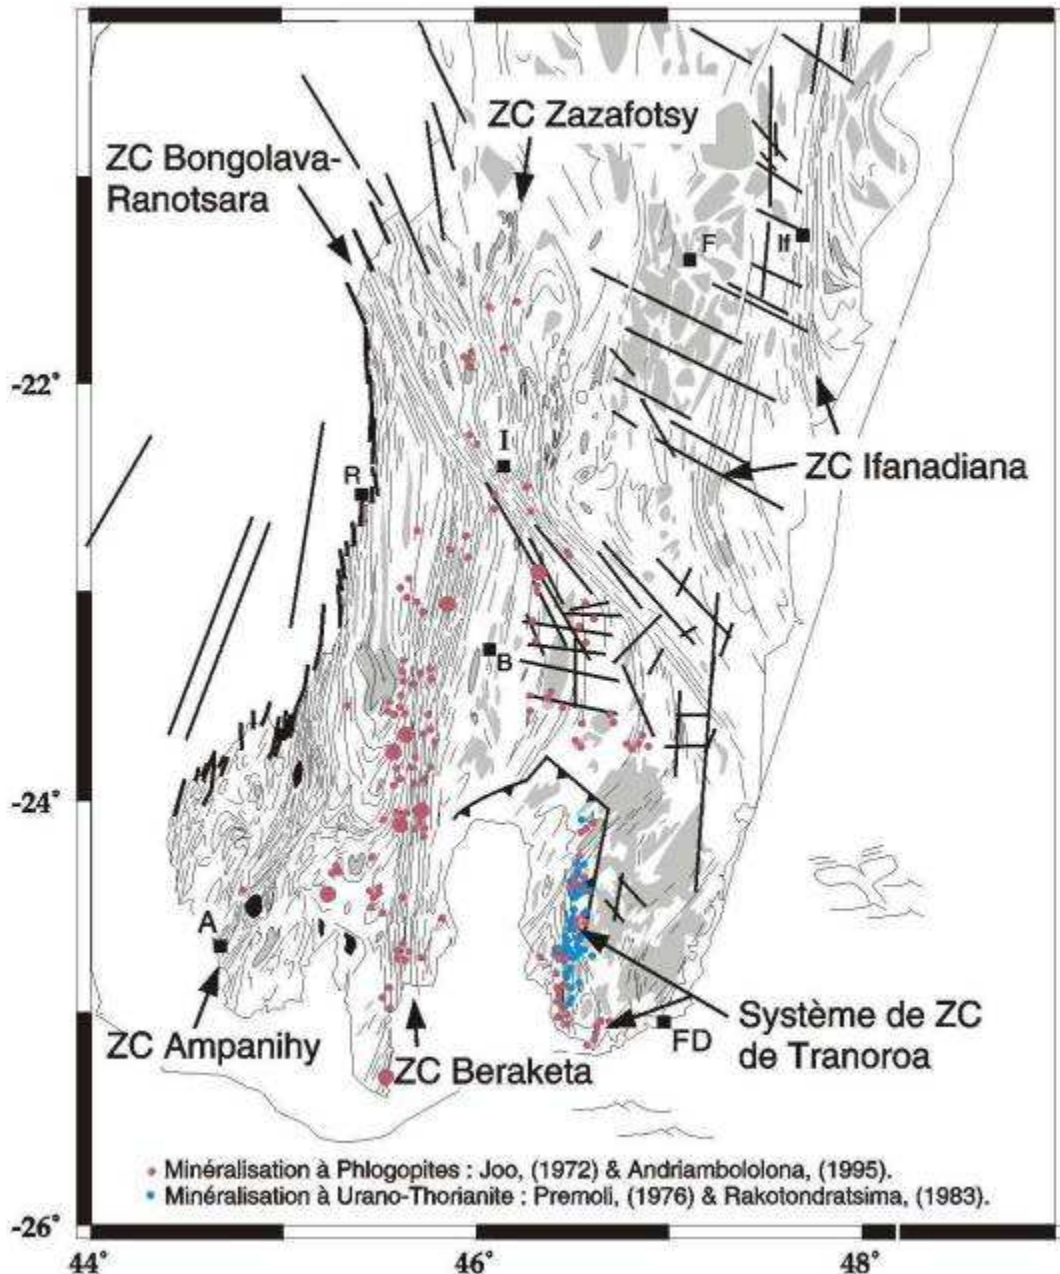 ZC Zazafotsy
ZC Bongolava-
Ranotsara
F
If
-22°
I
R
ZC Ifanadiana
B
-24°
A
ZC Ampanihy
ZC Beraketa
FD
Système de ZC
de Tranoroa
Minéralisation à Phlogopites : Joo, (1972) & Andriambololona, (1995).
Minéralisation à Urano-Thorianite : Premoli, (1976) & Rakotondratsima, (1983).
-26°
44° 46° 48°